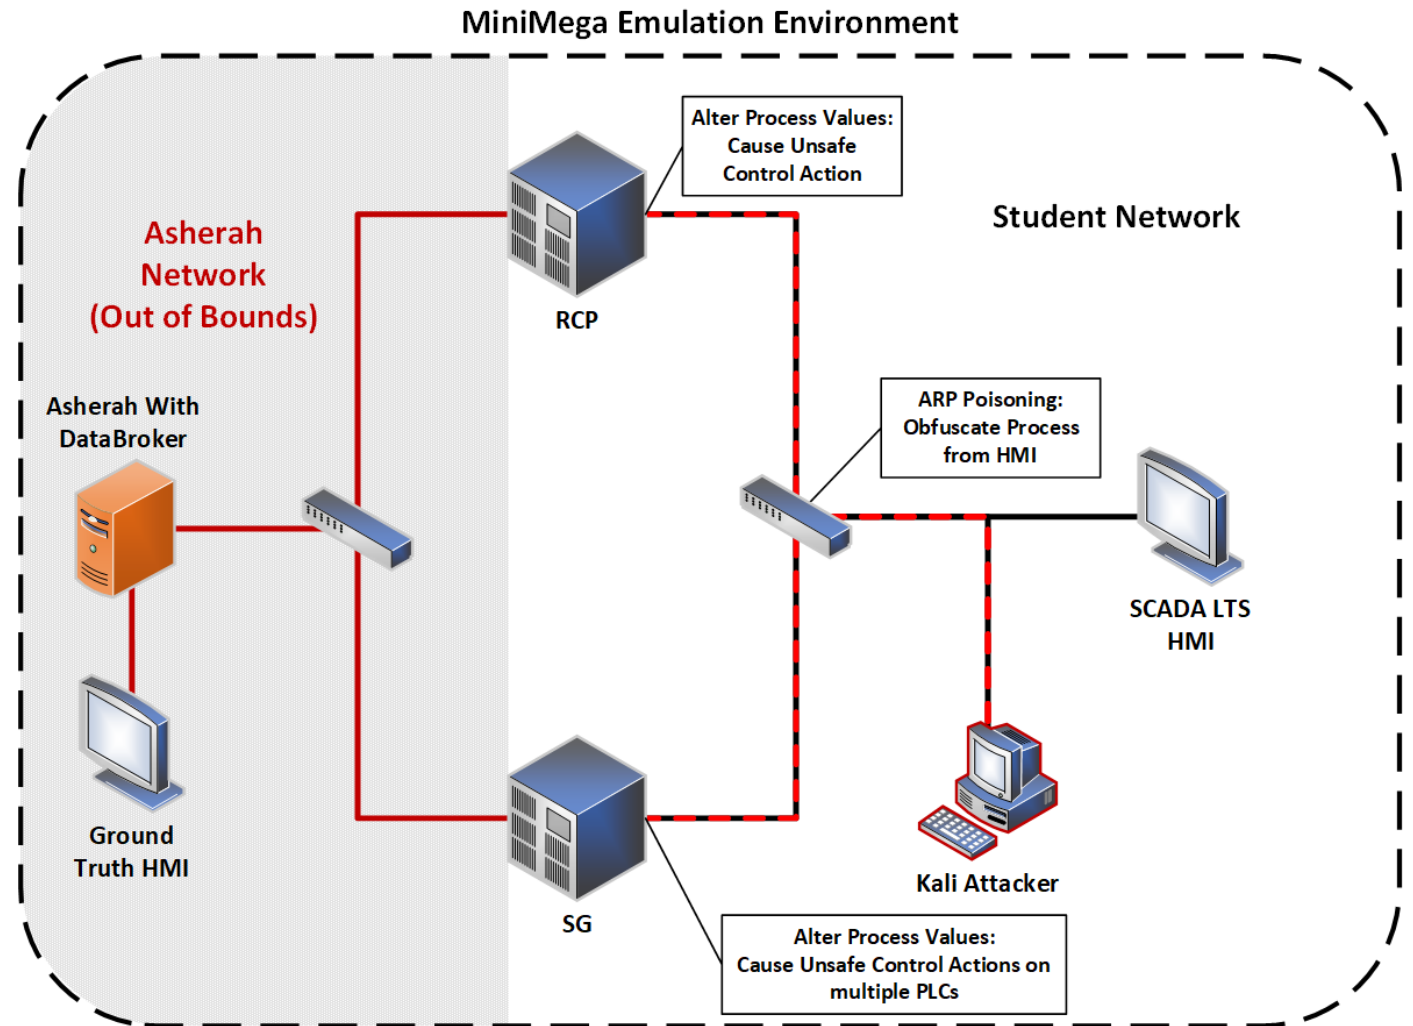 MiniMega Emulation Environment
Alter Process Values:
Cause Unsafe
Control Action
Asherah
Network
(Out of Bounds)
Student Network
RCP
ARP Poisoning:
Obfuscate Process
from HMI
Asherah With
DataBroker
SCADA LTS
HMI
Ground
Truth HMI
Kali Attacker
SG
Alter Process Values:
Cause Unsafe Control Actions on
multiple PLCs